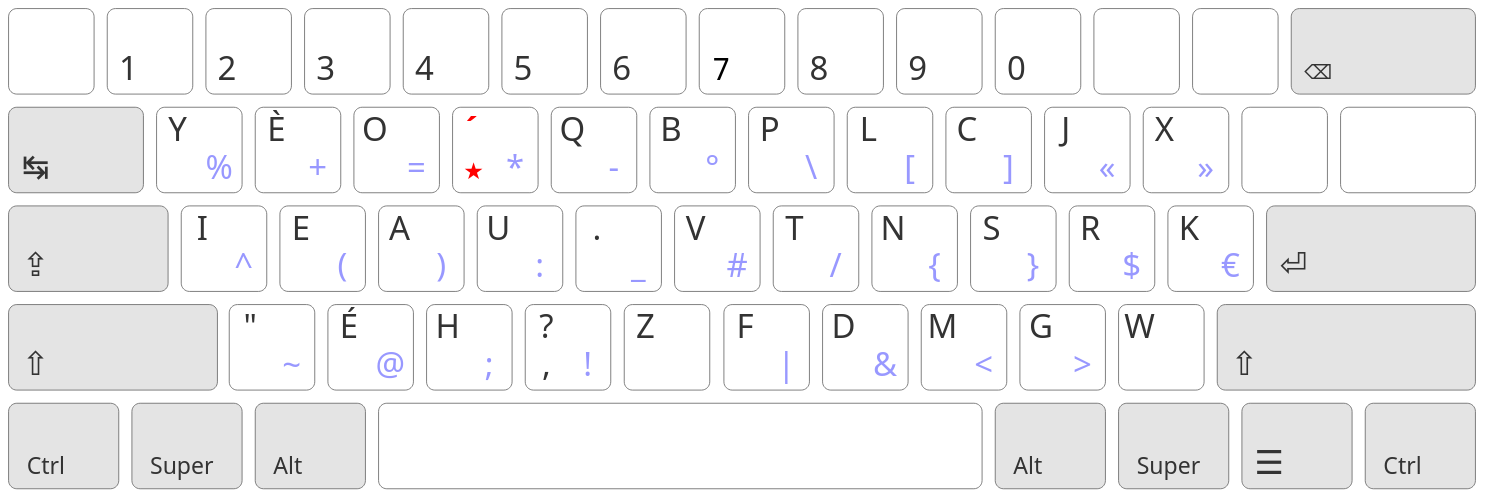 1 2 3 4 5 6 7 8 9 0 ⌫
↹ Y % È + O = ´ ★ * Q - B ° P \ L [ C ] J « X »
⇪ I ^ E ( A ) U : . _ V # T / N { S } R $ K € ⏎
⇧ " ~ É @ H ; ? , ! Z F | D & M < G > W ⇧
Ctrl Super Alt Alt Super ☰ Ctrl